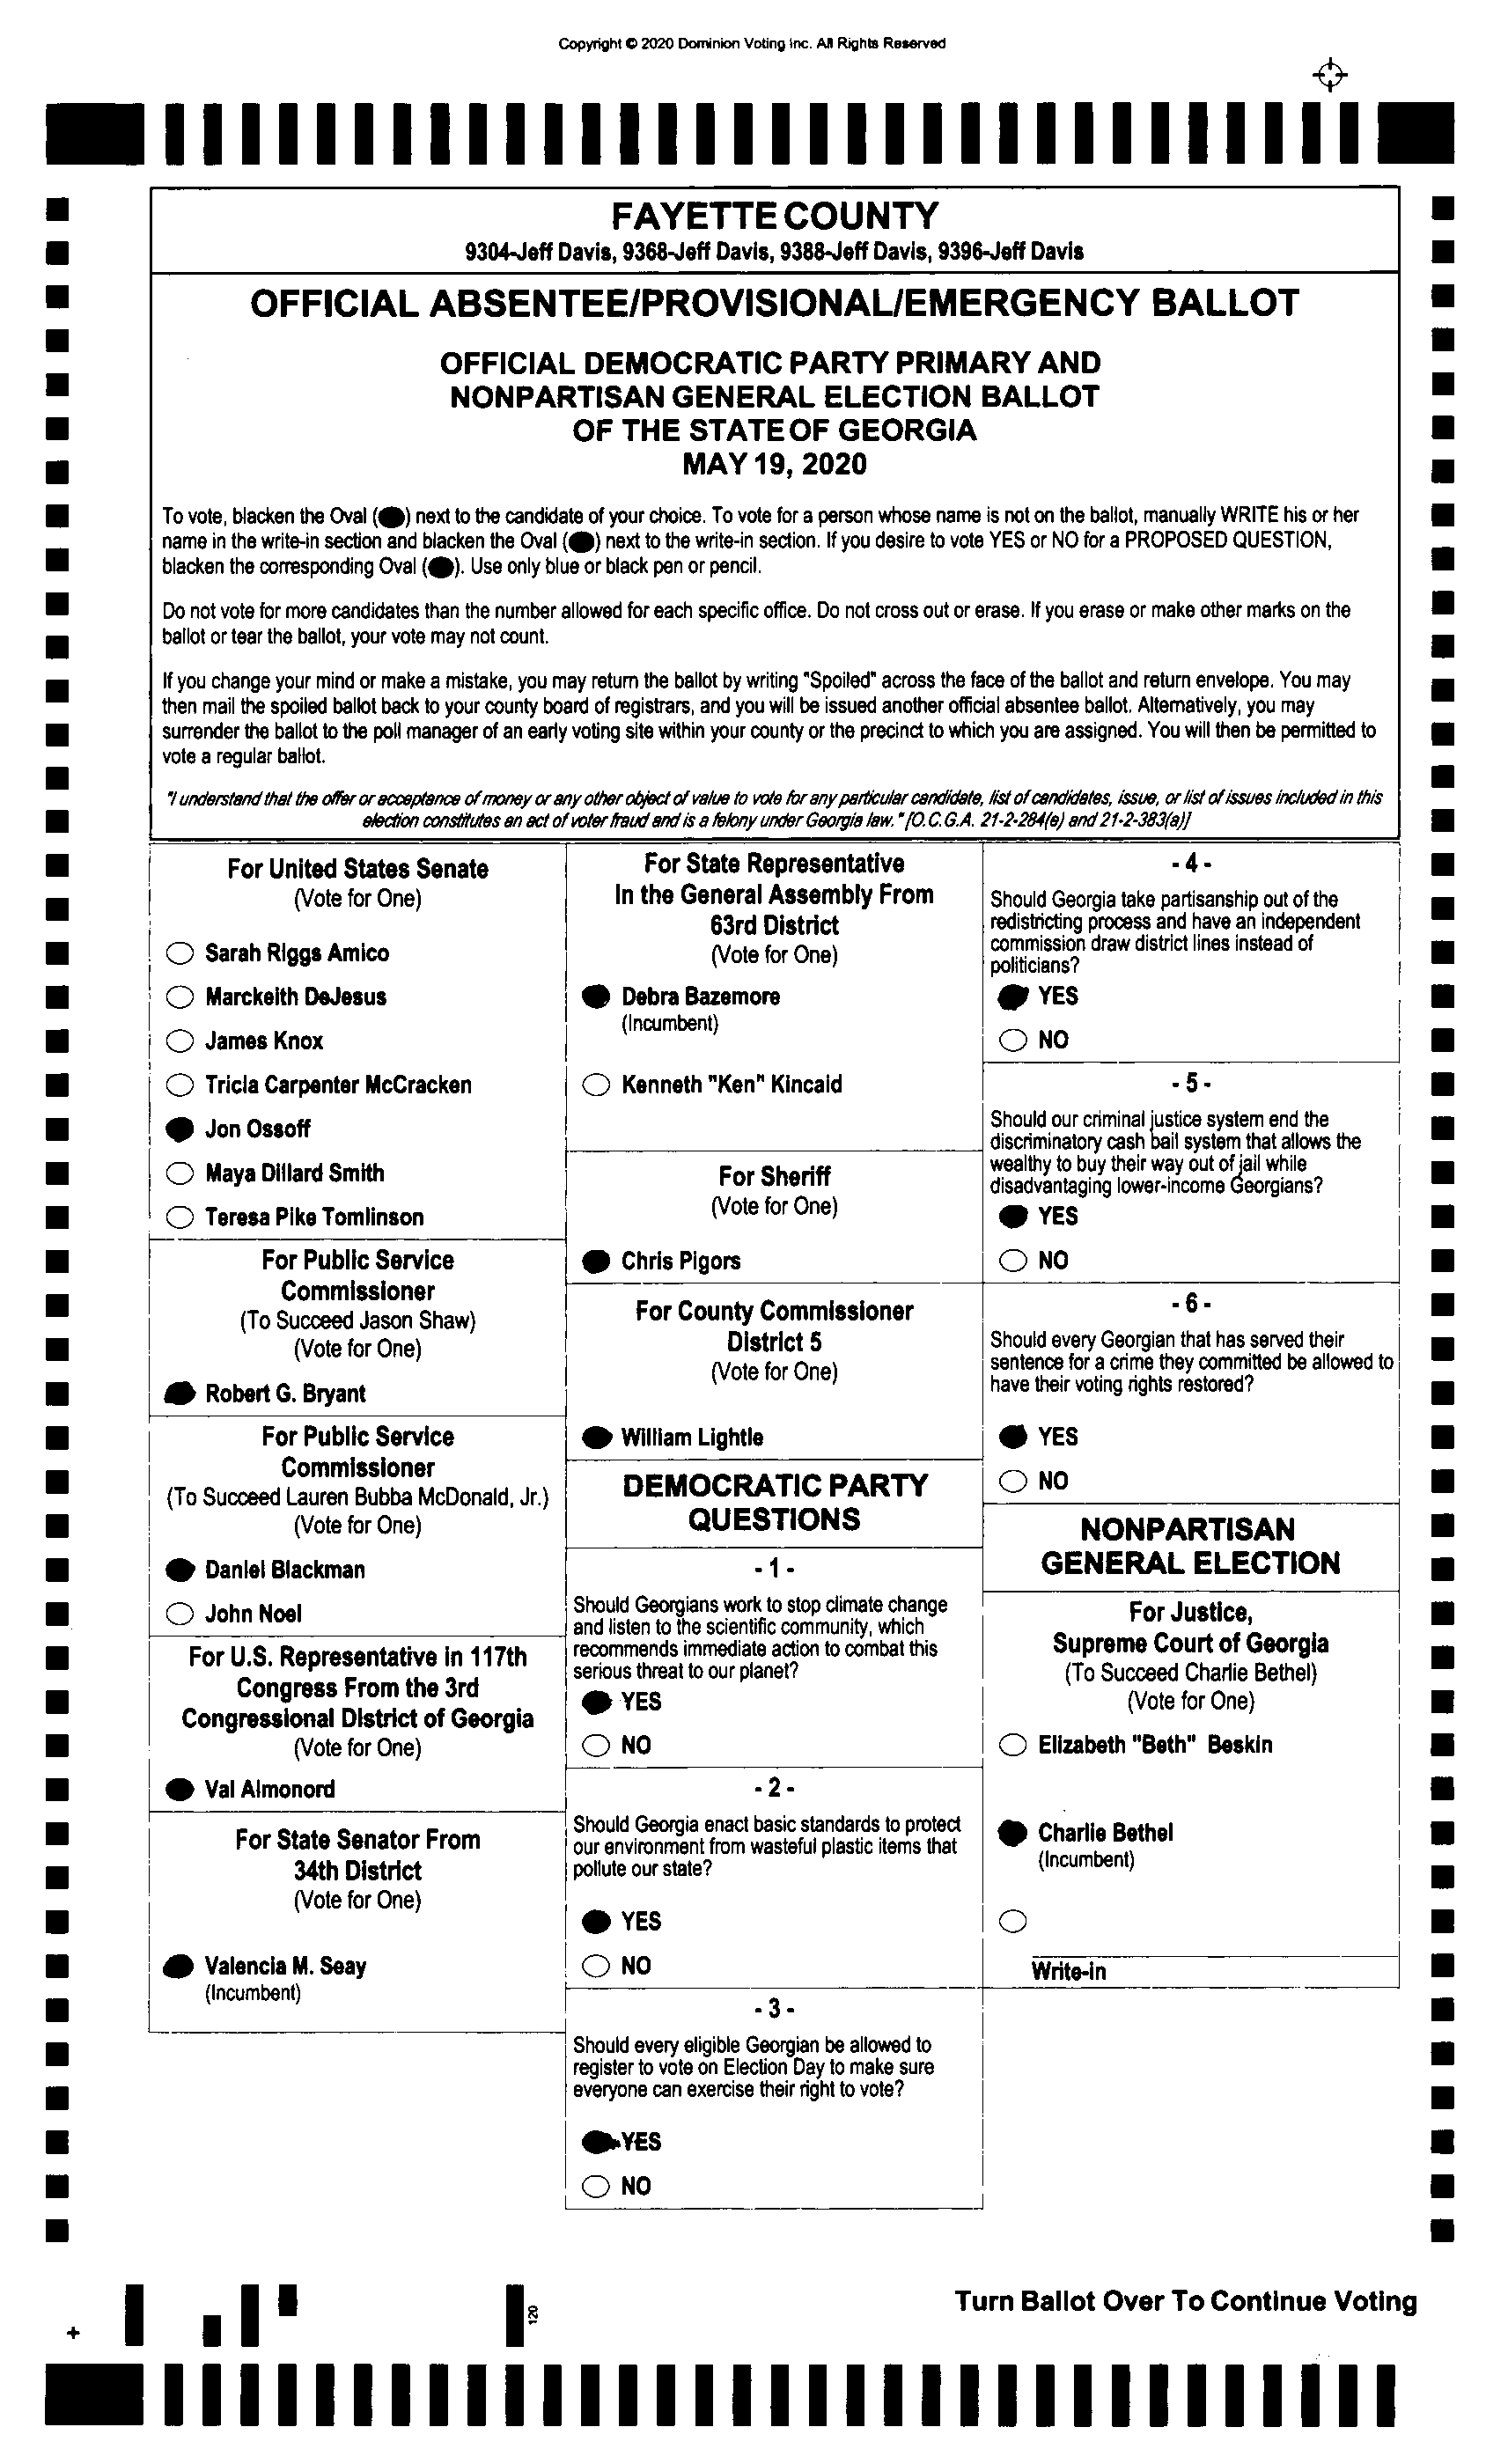 Copyright © 2020 Dominion Voting Inc. All Rights Reserved
FAYETTE COUNTY
9304-Jeff Davis, 9368-Jeff Davis, 9388-Jeff Davis, 9396-Jeff Davis
OFFICIAL ABSENTEE/PROVISIONAL/EMERGENCY BALLOT
OFFICIAL DEMOCRATIC PARTY PRIMARY AND
NONPARTISAN GENERAL ELECTION BALLOT
OF THE STATE OF GEORGIA
MAY 19, 2020
To vote, blacken the Oval () next to the candidate of your choice. To vote for a person whose name is not on the ballot, manually WRITE his or her
name in the write-in section and blacken the Oval () next to the write-in section. If you desire to vote YES or NO for a PROPOSED QUESTION,
blacken the corresponding Oval (). Use only blue or black pen or pencil.
Do not vote for more candidates than the number allowed for each specific office. Do not cross out or erase. If you erase or make other marks on the
ballot or tear the ballot, your vote may not count.
If you change your mind or make a mistake, you may return the ballot by writing "Spoiled" across the face of the ballot and return envelope. You may
then mail the spoiled ballot back to your county board of registrars, and you will be issued another official absentee ballot. Alternatively, you may
surrender the ballot to the poll manager of an early voting site within your county or the precinct to which you are assigned. You will then be permitted to
vote a regular ballot.
"I understand that the offer or acceptance of money or any other object of value to vote for any particular candidate, list of candidates, issue, or list of issues included in this
election constitutes an act of voter fraud and is a felony under Georgia law." [O.C.G.A. 21-2-284(e) and 21-2-383(a)]
For United States Senate
(Vote for One)
Sarah Riggs Amico
Marckeith DeJesus
James Knox
Tricia Carpenter McCracken
Jon Ossoff
Maya Dillard Smith
Teresa Pike Tomlinson
For Public Service
Commissioner
(To Succeed Jason Shaw)
(Vote for One)
Robert G. Bryant
For Public Service
Commissioner
(To Succeed Lauren Bubba McDonald, Jr.)
(Vote for One)
Daniel Blackman
John Noel
For U.S. Representative in 117th
Congress From the 3rd
Congressional District of Georgia
(Vote for One)
Val Almonord
For State Senator From
34th District
(Vote for One)
Valencia M. Seay
(Incumbent)
For State Representative
In the General Assembly From
63rd District
(Vote for One)
Debra Bazemore
(Incumbent)
Kenneth "Ken" Kincaid
For Sheriff
(Vote for One)
Chris Pigors
For County Commissioner
District 5
(Vote for One)
William Lightle
DEMOCRATIC PARTY
QUESTIONS
- 1 -
Should Georgians work to stop climate change
and listen to the scientific community, which
recommends immediate action to combat this
serious threat to our planet?
YES
NO
- 2 -
Should Georgia enact basic standards to protect
our environment from wasteful plastic items that
pollute our state?
YES
NO
- 3 -
Should every eligible Georgian be allowed to
register to vote on Election Day to make sure
everyone can exercise their right to vote?
YES
NO
- 4 -
Should Georgia take partisanship out of the
redistricting process and have an independent
commission draw district lines instead of
politicians?
YES
NO
- 5 -
Should our criminal justice system end the
discriminatory cash bail system that allows the
wealthy to buy their way out of jail while
disadvantaging lower-income Georgians?
YES
NO
- 6 -
Should every Georgian that has served their
sentence for a crime they committed be allowed to
have their voting rights restored?
YES
NO
NONPARTISAN
GENERAL ELECTION
For Justice,
Supreme Court of Georgia
(To Succeed Charlie Bethel)
(Vote for One)
Elizabeth "Beth" Beskin
Charlie Bethel
(Incumbent)
Write-in
Turn Ballot Over To Continue Voting
120
+